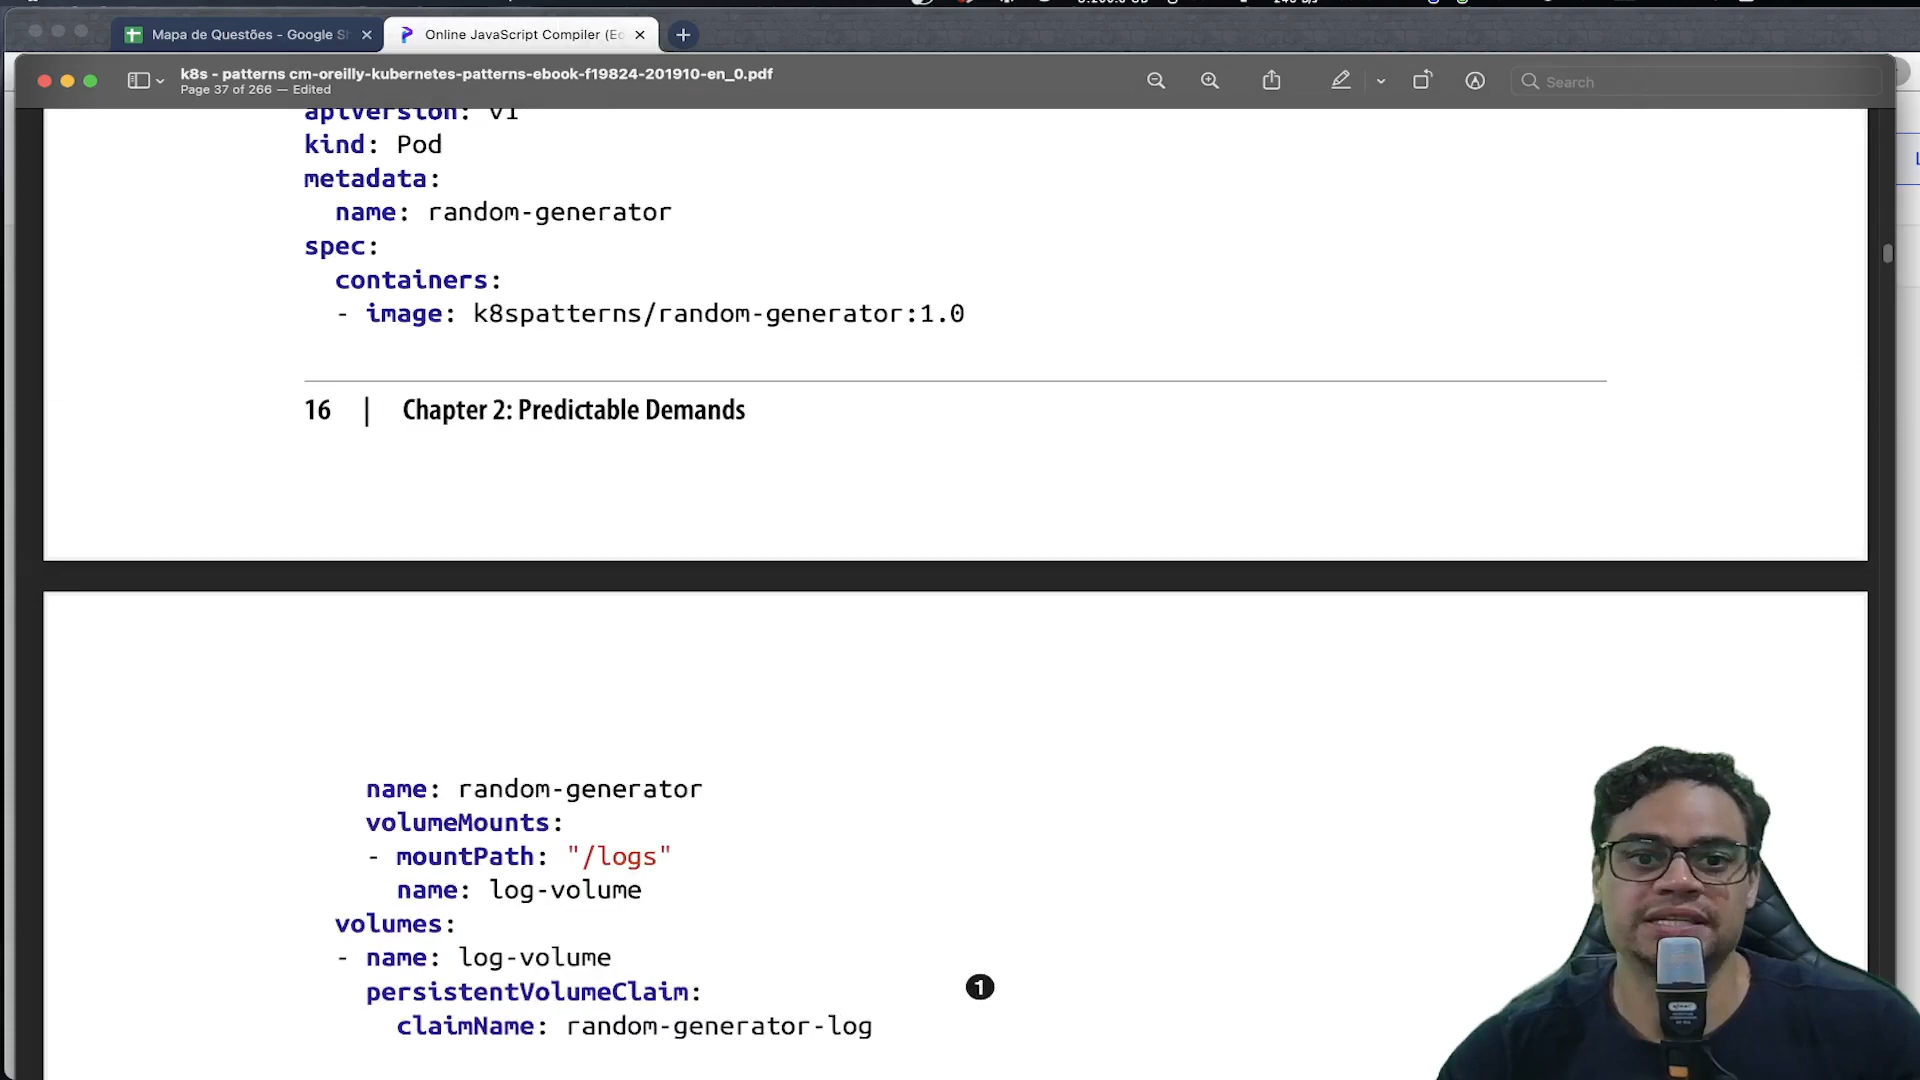 Mapa de Questões - Google S
Online JavaScript Compiler (Ec
k8s - patterns cm-oreilly-kubernetes-patterns-ebook-f19824-201910-en_0.pdf
Page 37 of 266 — Edited
Search
apiVersion: v1
kind: Pod
metadata:
name: random-generator
spec:
containers:
- image: k8spatterns/random-generator:1.0
16 | Chapter 2: Predictable Demands
name: random-generator
volumeMounts:
- mountPath: "/logs"
name: log-volume
volumes:
- name: log-volume
persistentVolumeClaim:
1
claimName: random-generator-log